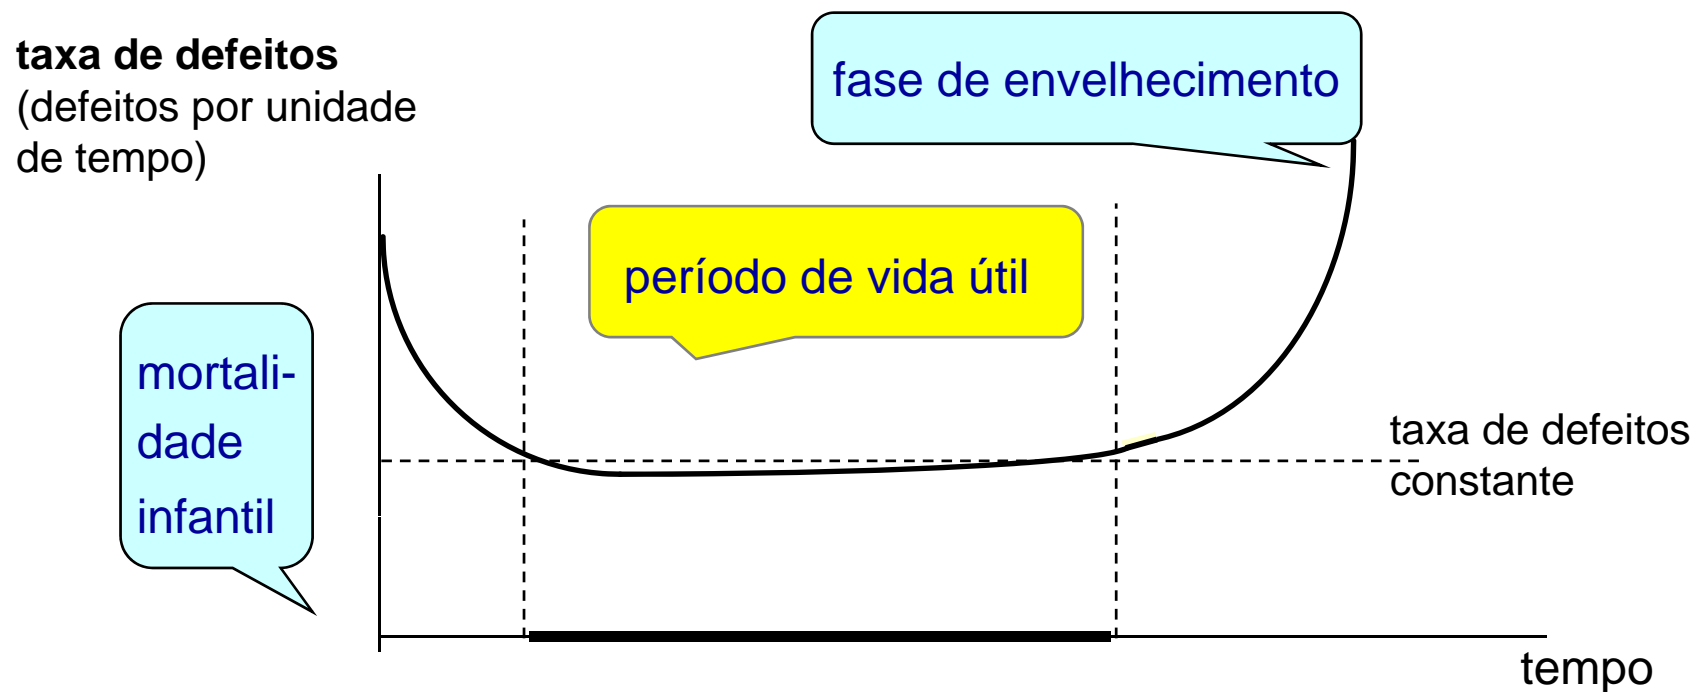 taxa de defeitos
(defeitos por unidade
de tempo)
fase de envelhecimento
período de vida útil
mortali-
dade
infantil
taxa de defeitos
constante
tempo